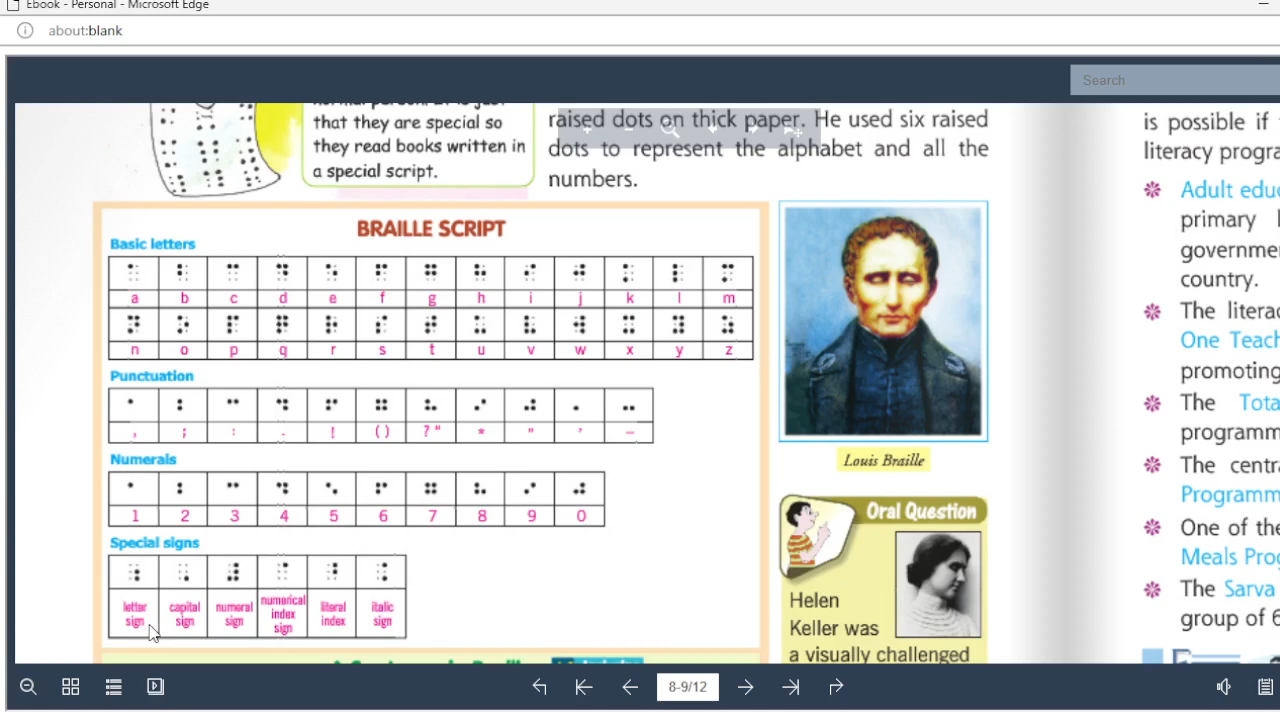 Ebook - Personal - Microsoft Edge
about:blank
Search
that they are special so
they read books written in
a special script.
raised dots on thick paper. He used six raised
dots to represent the alphabet and all the
numbers.
BRAILLE SCRIPT
Basic letters
a b c d e f g h i j k l m
n o p q r s t u v w x y z
Punctuation
, ; : . ! ( ) ? " * " ' –
Numerals
1 2 3 4 5 6 7 8 9 0
Special signs
letter sign
capital sign
numeral sign
numerical index sign
literal index
italic sign
Louis Braille
Oral Question
Helen
Keller was
a visually challenged
is possible if
literacy progra
Adult edu
primary
governme
country.
The literac
One Teach
promoting
The Tota
programm
The centra
Programm
One of the
Meals Prog
The Sarva
group of 6
8-9/12